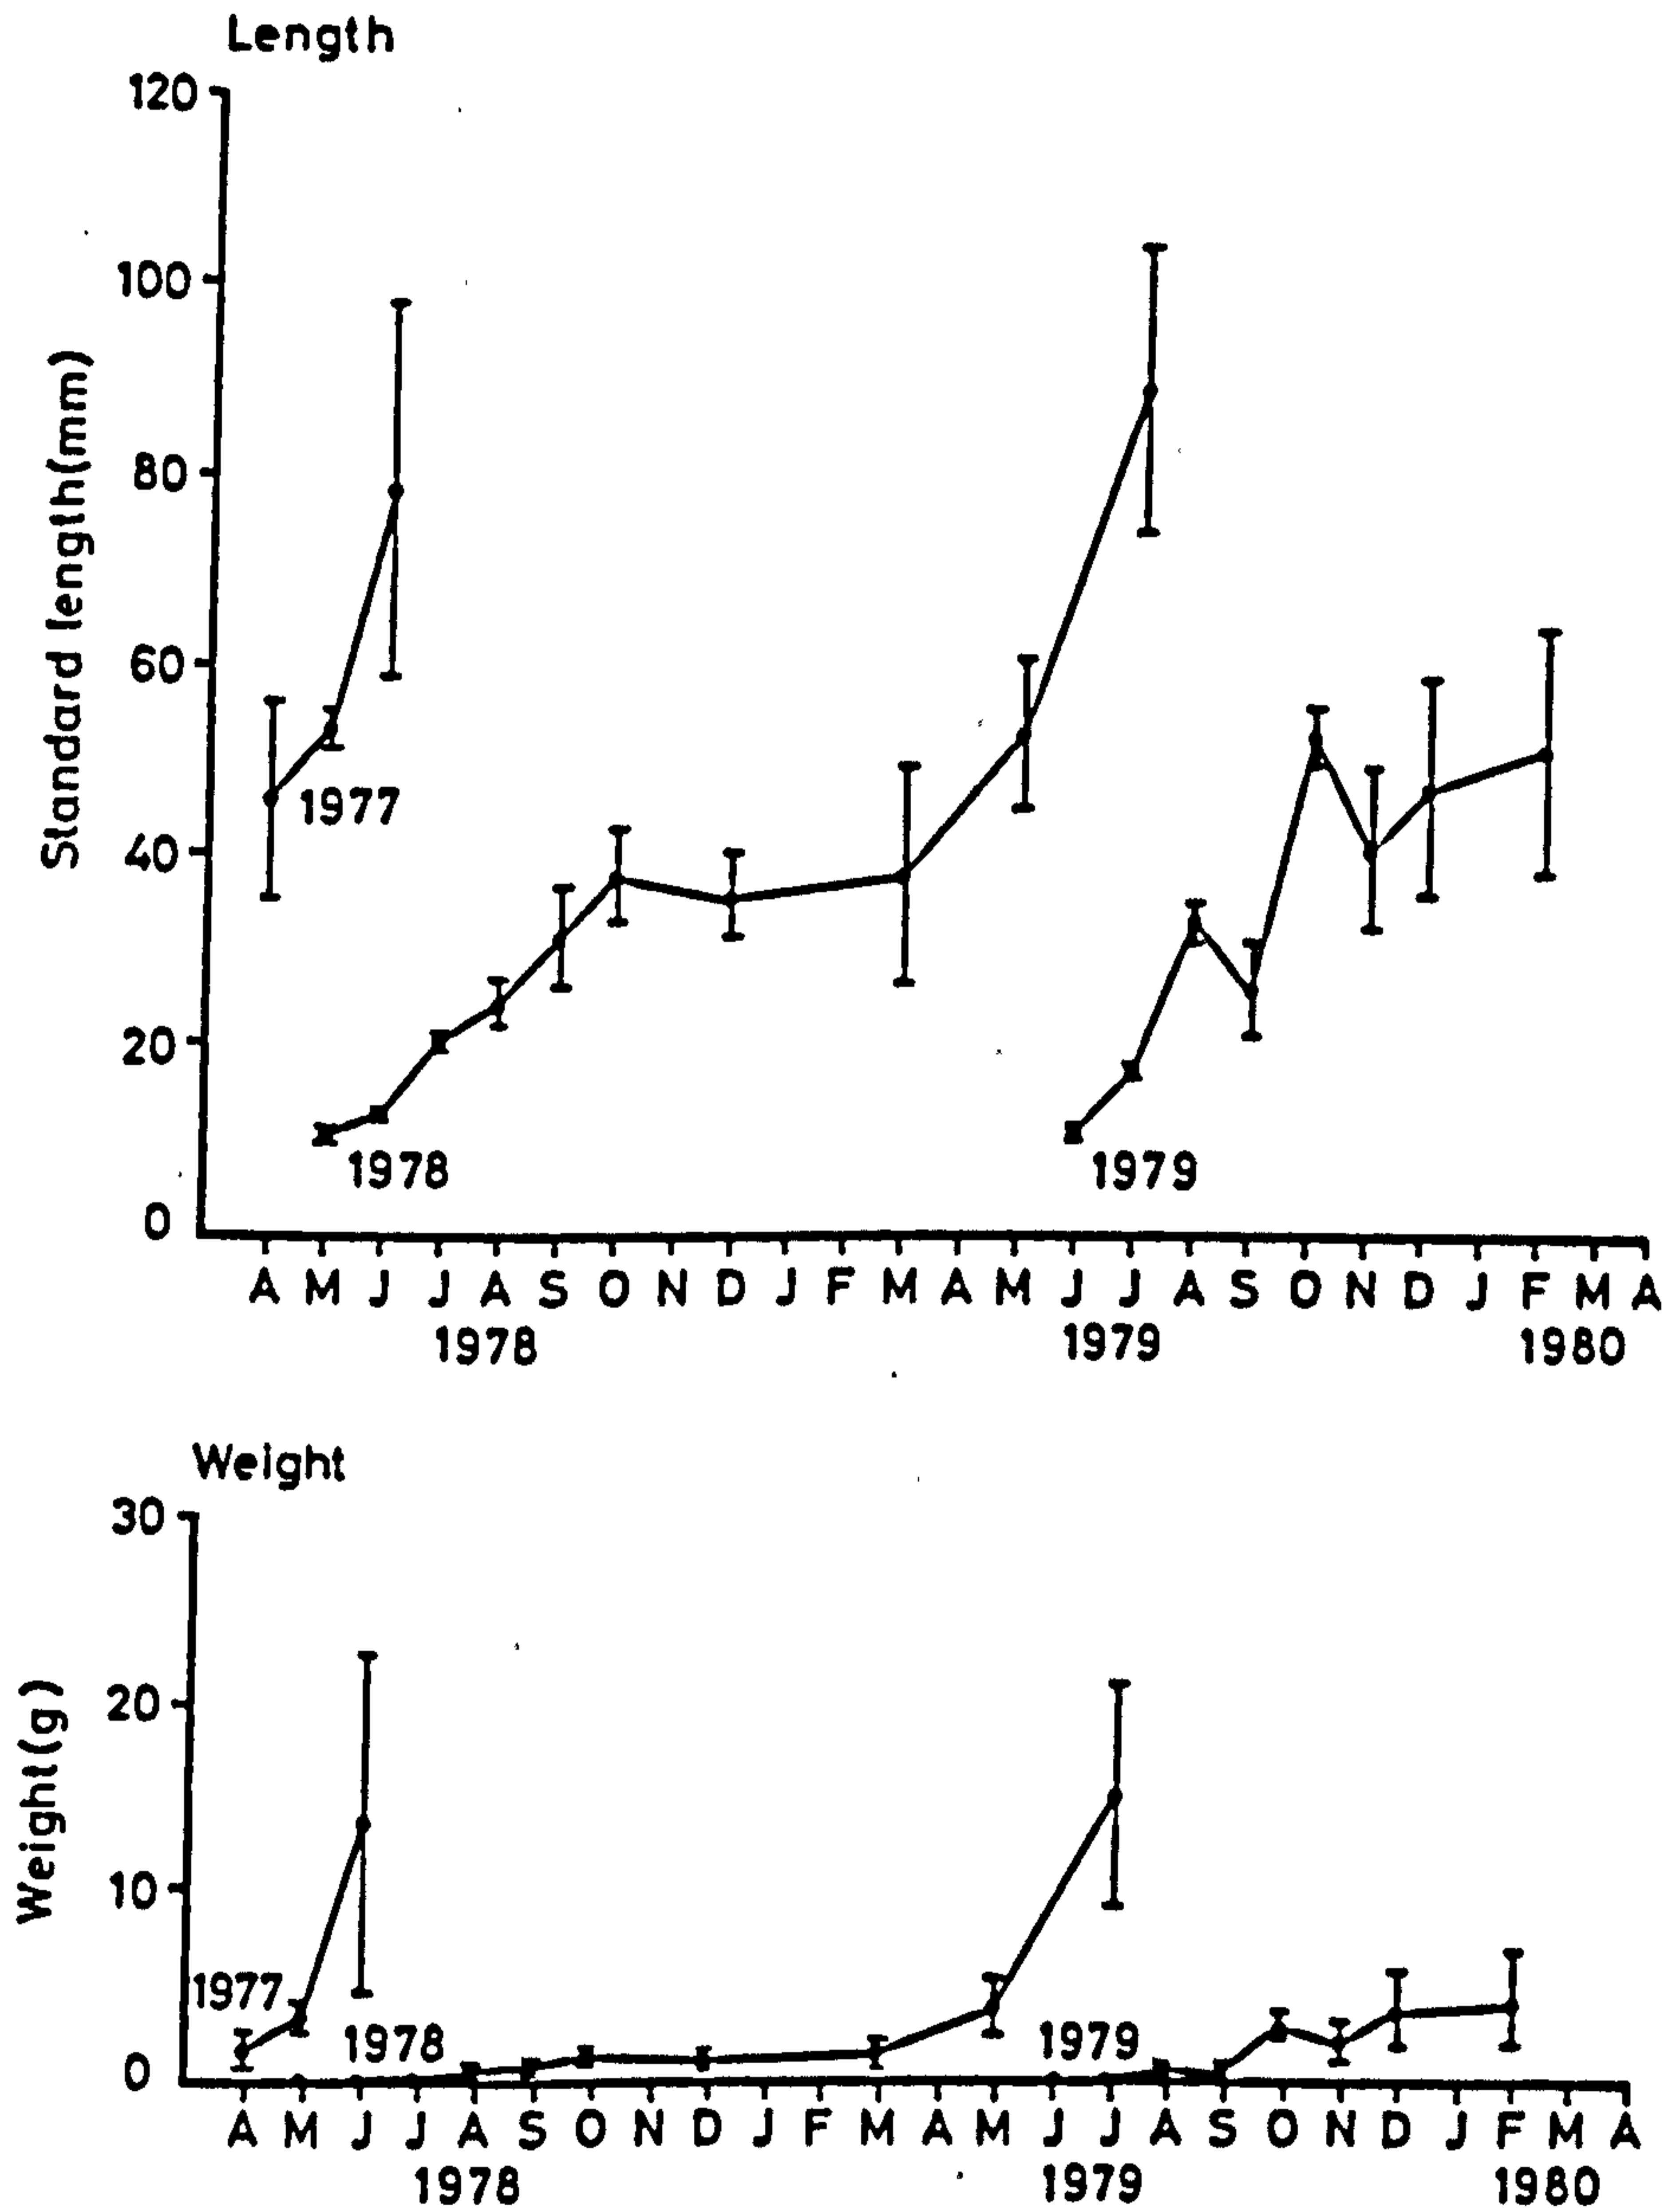 Length
120
100
80
60
40
20
0
Standard length(mm)
1977
1978
1979
A M J J A S O N D J F M A M J J A S O N D J F M A
1978 1979 1980
Weight
30
20
10
0
Weight(g)
1977
1978
1979
A M J J A S O N D J F M A M J J A S O N D J F M A
1978 1979 1980